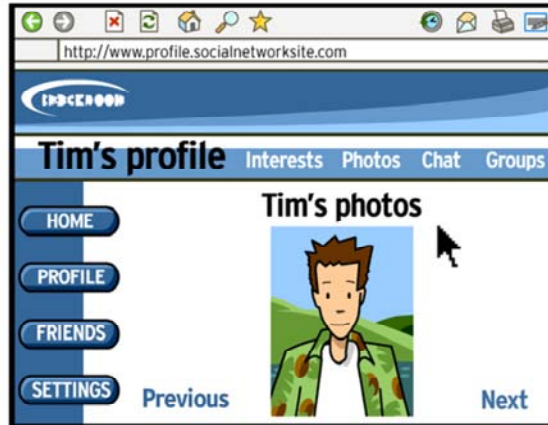 http://www.profile.socialnetworksite.com
Tim's profile Interests Photos Chat Groups
Tim's photos
HOME
PROFILE
FRIENDS
SETTINGS
Previous Next